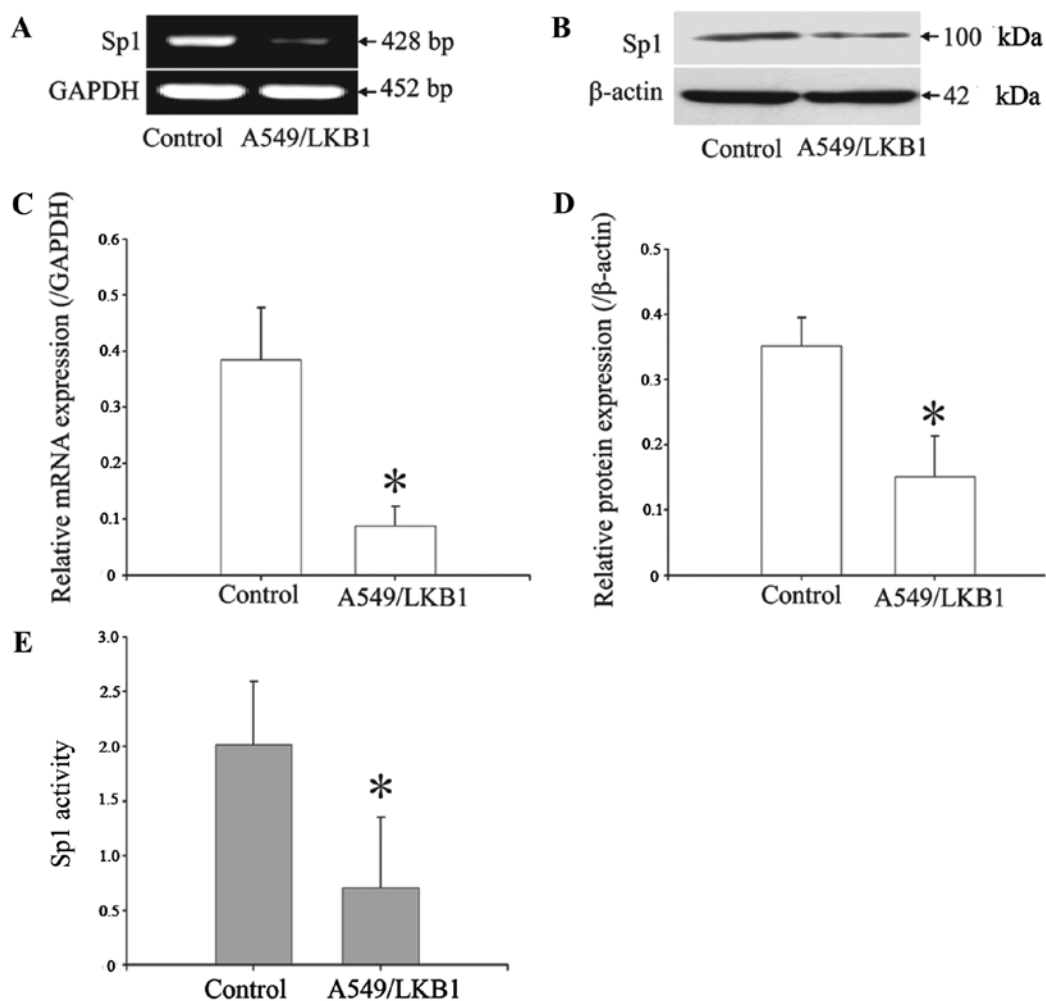 A
Sp1
428 bp
GAPDH
452 bp
Control A549/LKB1
B
Sp1
100 kDa
β-actin
42 kDa
Control A549/LKB1
C
Relative mRNA expression (/GAPDH)
0.6
0.5
0.4
0.3
0.2
0.1
0
*
Control A549/LKB1
D
Relative protein expression (/β-actin)
0.5
0.4
0.3
0.2
0.1
0
*
Control A549/LKB1
E
Sp1 activity
3.0
2.5
2.0
1.5
1.0
0.5
0
*
Control A549/LKB1